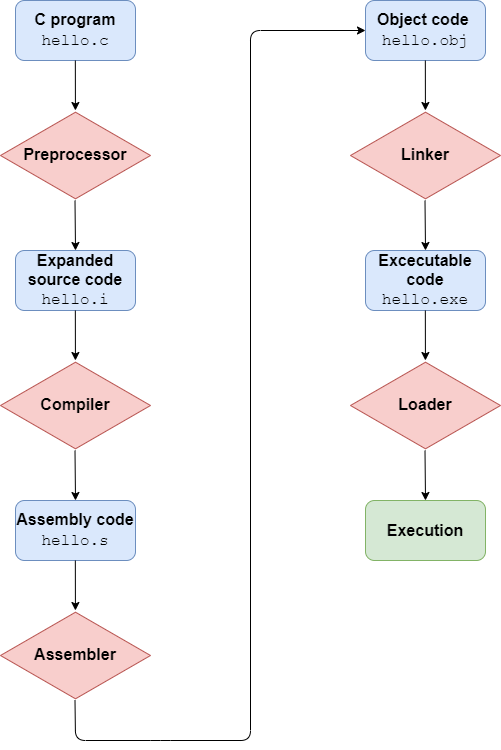 C program
hello.c
Preprocessor
Expanded
source code
hello.i
Compiler
Assembly code
hello.s
Assembler
Object code
hello.obj
Linker
Excecutable
code
hello.exe
Loader
Execution